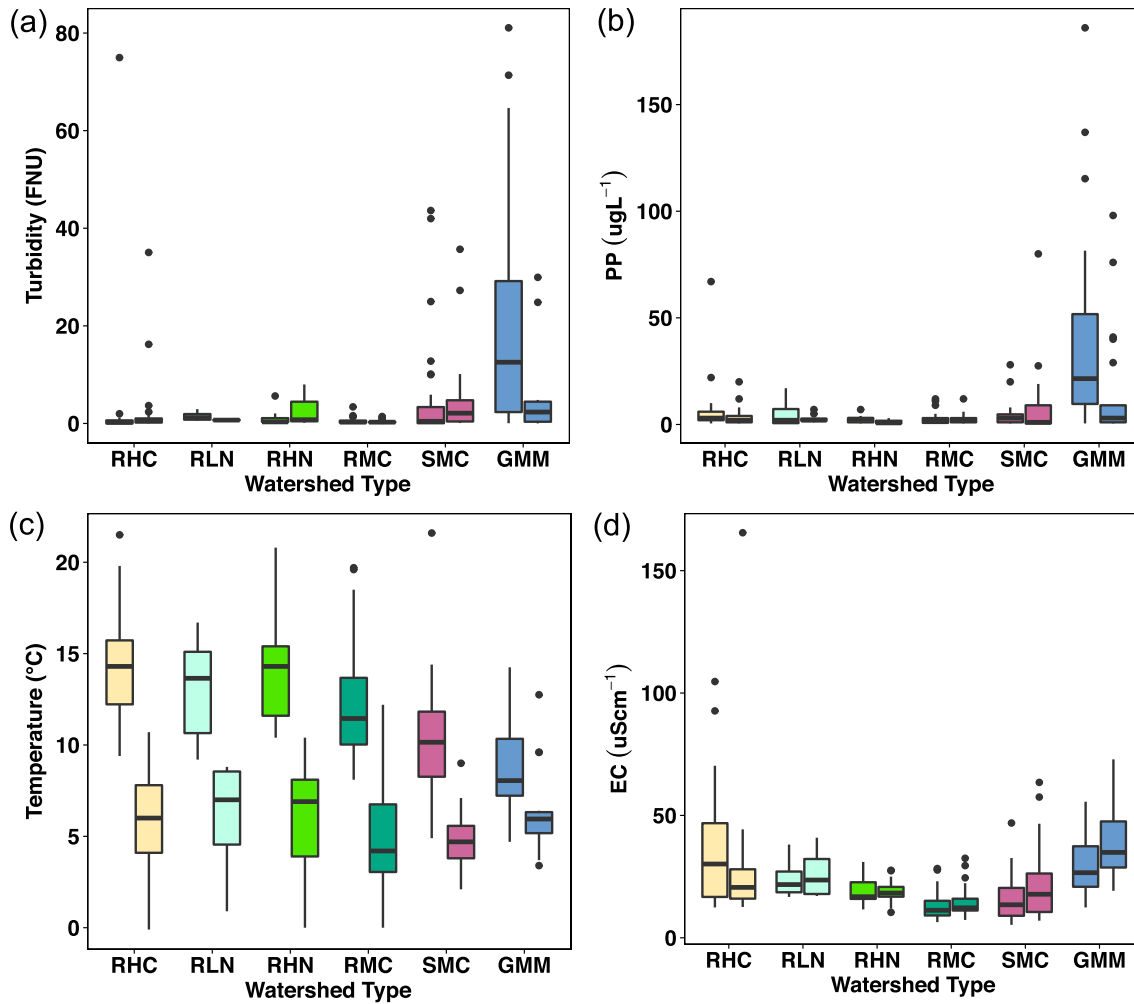 (a)
Turbidity (FNU)
80
60
40
20
0
RHC RLN RHN RMC SMC GMM
Watershed Type
(b)
PP (ugL⁻¹)
150
100
50
0
RHC RLN RHN RMC SMC GMM
Watershed Type
(c)
Temperature (°C)
20
15
10
5
0
RHC RLN RHN RMC SMC GMM
Watershed Type
(d)
EC (uScm⁻¹)
150
100
50
0
RHC RLN RHN RMC SMC GMM
Watershed Type